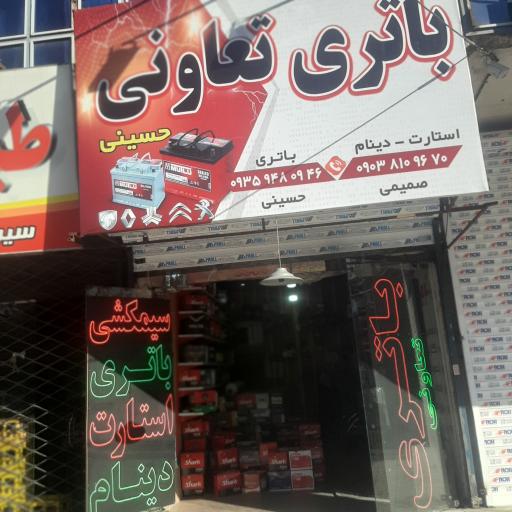 باتری تعاونی
حسینی
استارت - دینام
باتری
۰۹۰۳ ۸۱۰ ۹۶ ۷۰
۰۹۳۵ ۹۴۸ ۰۹ ۴۶
صمیمی
حسینی
سیمکشی
باتری
استارت
دینام
باتری
تعاونی
Shark